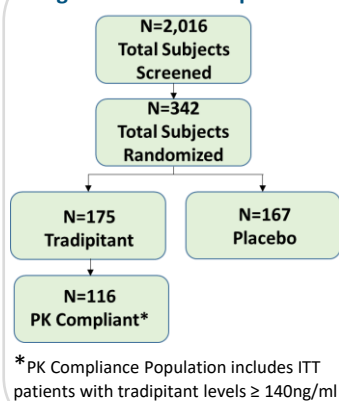 N=2,016
Total Subjects
Screened
N=342
Total Subjects
Randomized
N=175
Tradipitant
N=167
Placebo
N=116
PK Compliant*
*PK Compliance Population includes ITT
patients with tradipitant levels ≥ 140ng/ml